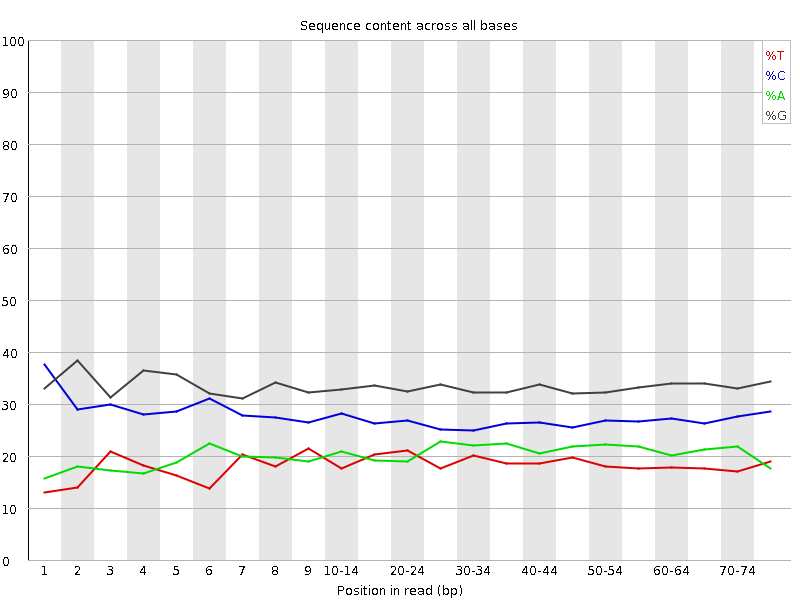 Sequence content across all bases
100
90
80
70
60
50
40
30
20
10
0
%T
%C
%A
%G
1 2 3 4 5 6 7 8 9 10-14 20-24 30-34 40-44 50-54 60-64 70-74
Position in read (bp)